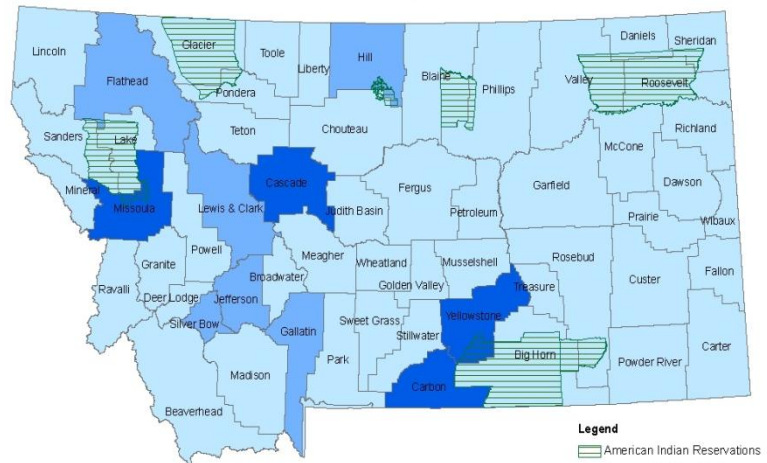 Lincoln
Flathead
Glacier
Toole
Liberty
Hill
Blaine
Phillips
Daniels
Sheridan
Valley
Roosevelt
Pondera
Sanders
Lake
Teton
Chouteau
Richland
McCone
Mineral
Missoula
Lewis & Clark
Cascade
Judith Basin
Fergus
Petroleum
Garfield
Dawson
Prairie
Wibaux
Powell
Granite
Ravalli
Deer Lodge
Silver Bow
Jefferson
Broadwater
Meagher
Wheatland
Golden Valley
Musselshell
Treasure
Rosebud
Custer
Fallon
Gallatin
Park
Sweet Grass
Stillwater
Yellowstone
Big Horn
Powder River
Carter
Carbon
Madison
Beaverhead
Legend
American Indian Reservations